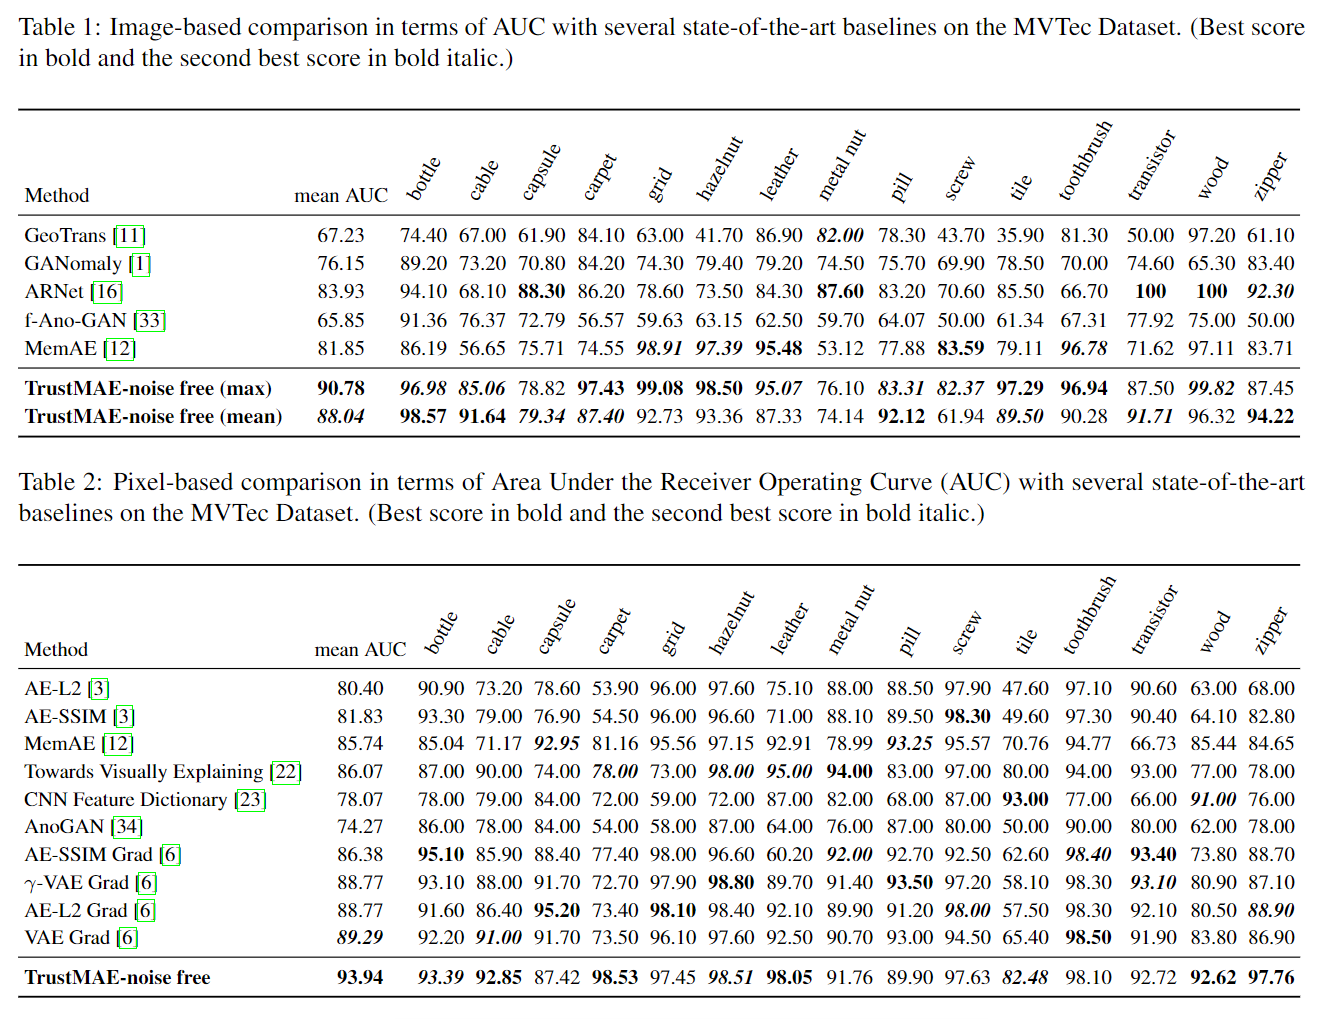 Table 1: Image-based comparison in terms of AUC with several state-of-the-art baselines on the MVTec Dataset. (Best score
in bold and the second best score in bold italic.)
Method mean AUC bottle cable capsule carpet grid hazelnut leather metal nut pill screw tile toothbrush transistor wood zipper
GeoTrans [11] 67.23 74.40 67.00 61.90 84.10 63.00 41.70 86.90 82.00 78.30 43.70 35.90 81.30 50.00 97.20 61.10
GANomaly [1] 76.15 89.20 73.20 70.80 84.20 74.30 79.40 79.20 74.50 75.70 69.90 78.50 70.00 74.60 65.30 83.40
ARNet [16] 83.93 94.10 68.10 88.30 86.20 78.60 73.50 84.30 87.60 83.20 70.60 85.50 66.70 100 100 92.30
f-Ano-GAN [33] 65.85 91.36 76.37 72.79 56.57 59.63 63.15 62.50 59.70 64.07 50.00 61.34 67.31 77.92 75.00 50.00
MemAE [12] 81.85 86.19 56.65 75.71 74.55 98.91 97.39 95.48 53.12 77.88 83.59 79.11 96.78 71.62 97.11 83.71
TrustMAE-noise free (max) 90.78 96.98 85.06 78.82 97.43 99.08 98.50 95.07 76.10 83.31 82.37 97.29 96.94 87.50 99.82 87.45
TrustMAE-noise free (mean) 88.04 98.57 91.64 79.34 87.40 92.73 93.36 87.33 74.14 92.12 61.94 89.50 90.28 91.71 96.32 94.22
Table 2: Pixel-based comparison in terms of Area Under the Receiver Operating Curve (AUC) with several state-of-the-art
baselines on the MVTec Dataset. (Best score in bold and the second best score in bold italic.)
Method mean AUC bottle cable capsule carpet grid hazelnut leather metal nut pill screw tile toothbrush transistor wood zipper
AE-L2 [3] 80.40 90.90 73.20 78.60 53.90 96.00 97.60 75.10 88.00 88.50 97.90 47.60 97.10 90.60 63.00 68.00
AE-SSIM [3] 81.83 93.30 79.00 76.90 54.50 96.00 96.60 71.00 88.10 89.50 98.30 49.60 97.30 90.40 64.10 82.80
MemAE [12] 85.74 85.04 71.17 92.95 81.16 95.56 97.15 92.91 78.99 93.25 95.57 70.76 94.77 66.73 85.44 84.65
Towards Visually Explaining [22] 86.07 87.00 90.00 74.00 78.00 73.00 98.00 95.00 94.00 83.00 97.00 80.00 94.00 93.00 77.00 78.00
CNN Feature Dictionary [23] 78.07 78.00 79.00 84.00 72.00 59.00 72.00 87.00 82.00 68.00 87.00 93.00 77.00 66.00 91.00 76.00
AnoGAN [34] 74.27 86.00 78.00 84.00 54.00 58.00 87.00 64.00 76.00 87.00 80.00 50.00 90.00 80.00 62.00 78.00
AE-SSIM Grad [6] 86.38 95.10 85.90 88.40 77.40 98.00 96.60 60.20 92.00 92.70 92.50 62.60 98.40 93.40 73.80 88.70
γ-VAE Grad [6] 88.77 93.10 88.00 91.70 72.70 97.90 98.80 89.70 91.40 93.50 97.20 58.10 98.30 93.10 80.90 87.10
AE-L2 Grad [6] 88.77 91.60 86.40 95.20 73.40 98.10 98.40 92.10 89.90 91.20 98.00 57.50 98.30 92.10 80.50 88.90
VAE Grad [6] 89.29 92.20 91.00 91.70 73.50 96.10 97.60 92.50 90.70 93.00 94.50 65.40 98.50 91.90 83.80 86.90
TrustMAE-noise free 93.94 93.39 92.85 87.42 98.53 97.45 98.51 98.05 91.76 89.90 97.63 82.48 98.10 92.72 92.62 97.76